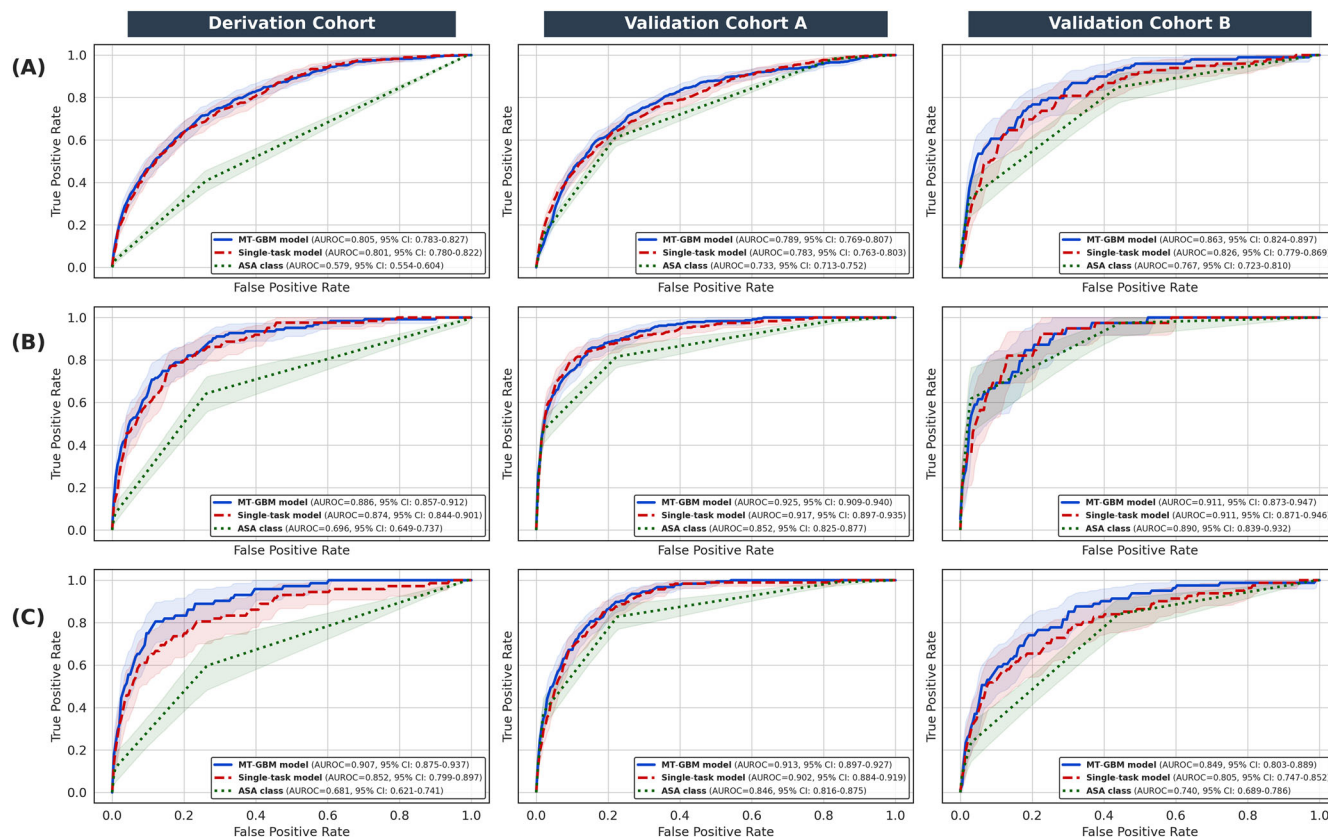 Derivation Cohort
Validation Cohort A
Validation Cohort B
(A)
True Positive Rate
1.0
0.8
0.6
0.4
0.2
0.0
MT-GBM model (AUROC=0.805, 95% CI: 0.783-0.827)
Single-task model (AUROC=0.801, 95% CI: 0.780-0.822)
ASA class (AUROC=0.579, 95% CI: 0.554-0.604)
False Positive Rate
True Positive Rate
MT-GBM model (AUROC=0.789, 95% CI: 0.769-0.807)
Single-task model (AUROC=0.783, 95% CI: 0.763-0.803)
ASA class (AUROC=0.733, 95% CI: 0.713-0.752)
False Positive Rate
True Positive Rate
MT-GBM model (AUROC=0.863, 95% CI: 0.824-0.897)
Single-task model (AUROC=0.826, 95% CI: 0.779-0.869)
ASA class (AUROC=0.767, 95% CI: 0.723-0.810)
False Positive Rate
(B)
True Positive Rate
1.0
0.8
0.6
0.4
0.2
0.0
MT-GBM model (AUROC=0.886, 95% CI: 0.857-0.912)
Single-task model (AUROC=0.874, 95% CI: 0.844-0.901)
ASA class (AUROC=0.696, 95% CI: 0.649-0.737)
False Positive Rate
True Positive Rate
MT-GBM model (AUROC=0.925, 95% CI: 0.909-0.940)
Single-task model (AUROC=0.917, 95% CI: 0.897-0.935)
ASA class (AUROC=0.852, 95% CI: 0.825-0.877)
False Positive Rate
True Positive Rate
MT-GBM model (AUROC=0.911, 95% CI: 0.873-0.947)
Single-task model (AUROC=0.911, 95% CI: 0.871-0.946)
ASA class (AUROC=0.890, 95% CI: 0.839-0.932)
False Positive Rate
(C)
True Positive Rate
1.0
0.8
0.6
0.4
0.2
0.0
MT-GBM model (AUROC=0.907, 95% CI: 0.875-0.937)
Single-task model (AUROC=0.852, 95% CI: 0.799-0.897)
ASA class (AUROC=0.681, 95% CI: 0.621-0.741)
0.0 0.2 0.4 0.6 0.8 1.0
False Positive Rate
True Positive Rate
MT-GBM model (AUROC=0.913, 95% CI: 0.897-0.927)
Single-task model (AUROC=0.902, 95% CI: 0.884-0.919)
ASA class (AUROC=0.846, 95% CI: 0.816-0.875)
0.0 0.2 0.4 0.6 0.8 1.0
False Positive Rate
True Positive Rate
MT-GBM model (AUROC=0.849, 95% CI: 0.803-0.889)
Single-task model (AUROC=0.805, 95% CI: 0.747-0.852)
ASA class (AUROC=0.740, 95% CI: 0.689-0.786)
0.0 0.2 0.4 0.6 0.8 1.0
False Positive Rate